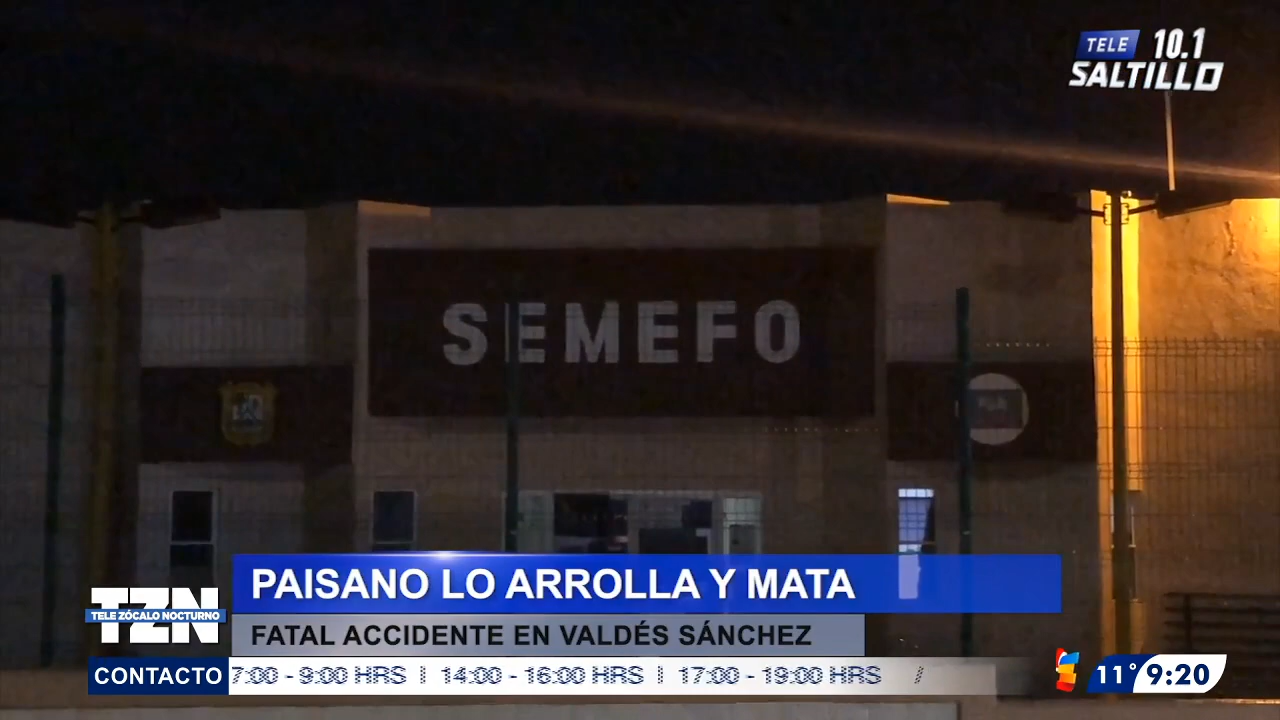 TELE 10.1
SALTILLO
SEMEFO
PAISANO LO ARROLLA Y MATA
TZN
TELE ZÓCALO NOCTURNO
FATAL ACCIDENTE EN VALDÉS SÁNCHEZ
CONTACTO 7:00 - 9:00 HRS | 14:00 - 16:00 HRS | 17:00 - 19:00 HRS /
11° 9:20